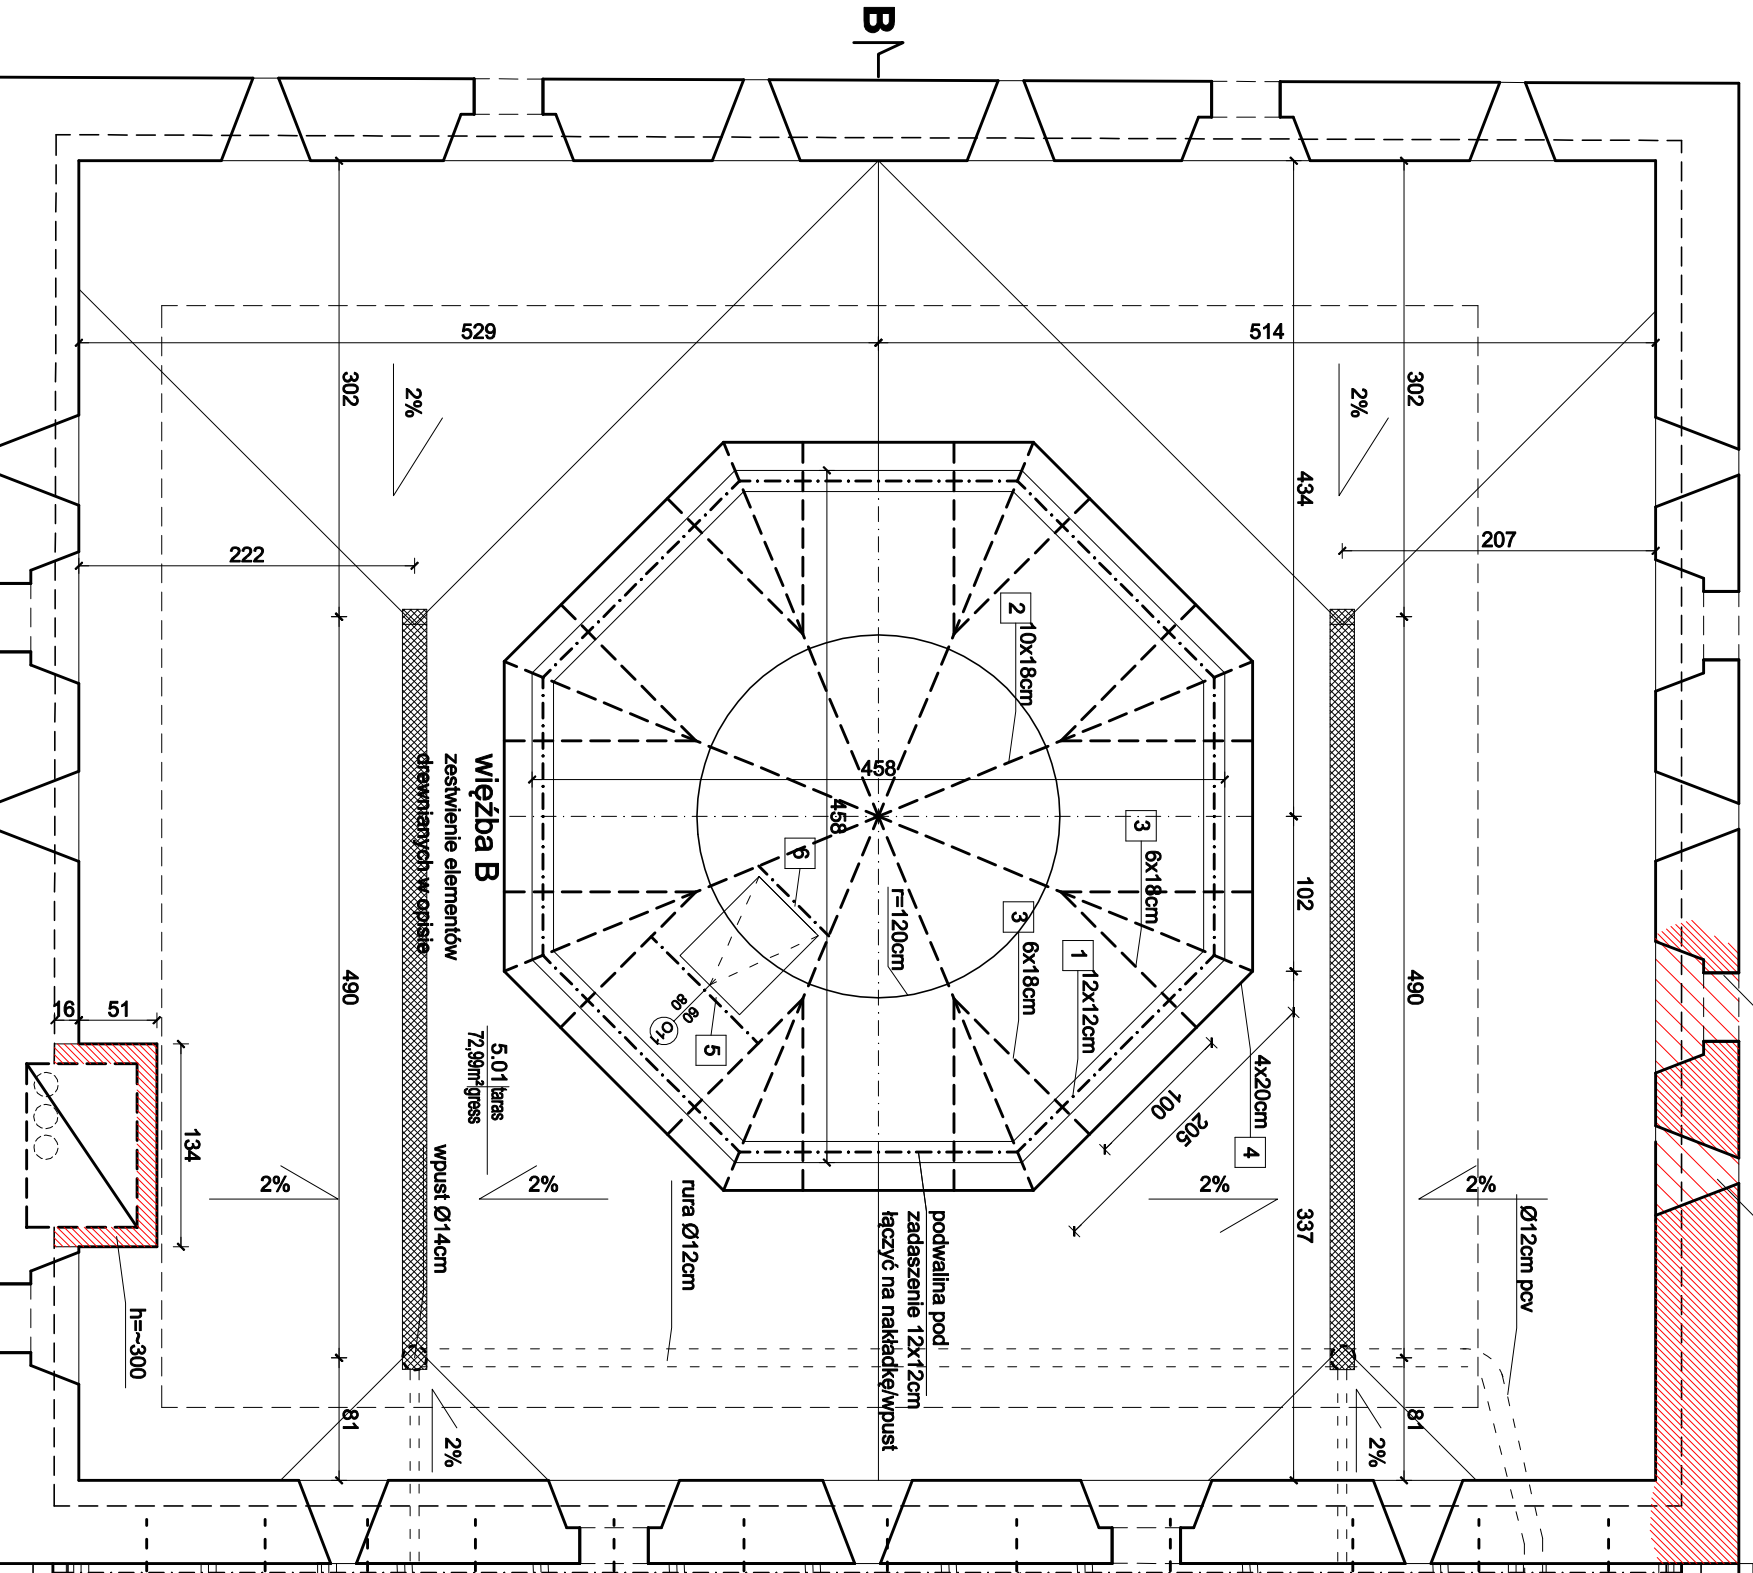 B
529
514
302
2%
2%
302
434
222
207
2
10x18cm
458
458
3
6x18cm
6
3
6x18cm
1
12x12cm
r=120cm
102
więźba B
zestwienie elementów
drewnianych w opisie
490
490
16
51
134
80
60
O1
5
5.01 taras
72,99m² gress
100
205
4x20cm
4
337
2%
2%
2%
2%
wpust Ø14cm
rura Ø12cm
podwalina pod
zadaszenie 12x12cm
łączyć na nakładkę/wpust
Ø12cm pcv
h=~300
81
2%
81
2%